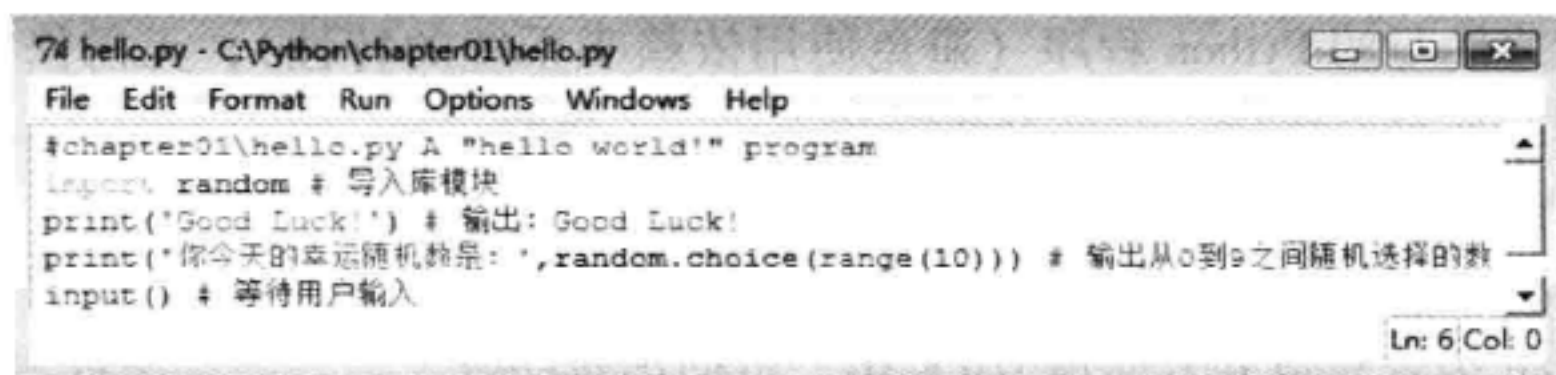 hello.py - C:\Python\chapter01\hello.py
File Edit Format Run Options Windows Help
#chapter01\hello.py A "hello world!" program
import random # 导入库模块
print('Good Luck!') # 输出: Good Luck!
print('你今天的幸运随机数是: ',random.choice(range(10))) # 输出从0到9之间随机选择的数
input() # 等待用户输入
Ln: 6 Col: 0